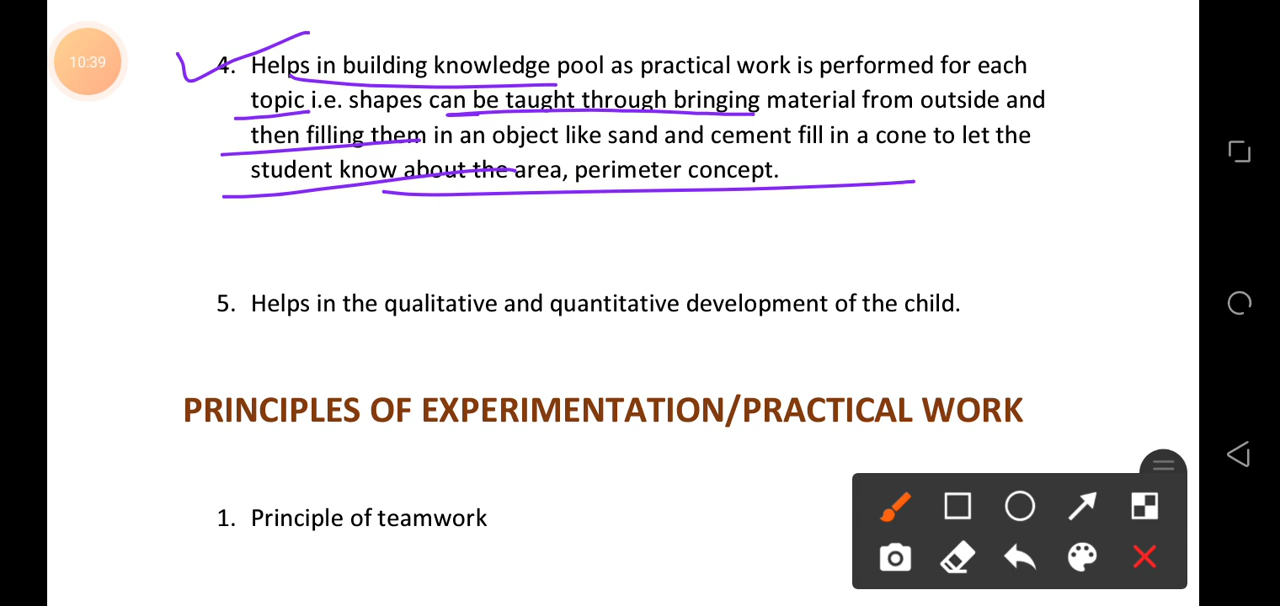 10:39
4. Helps in building knowledge pool as practical work is performed for each
topic i.e. shapes can be taught through bringing material from outside and
then filling them in an object like sand and cement fill in a cone to let the
student know about the area, perimeter concept.
5. Helps in the qualitative and quantitative development of the child.
PRINCIPLES OF EXPERIMENTATION/PRACTICAL WORK
1. Principle of teamwork